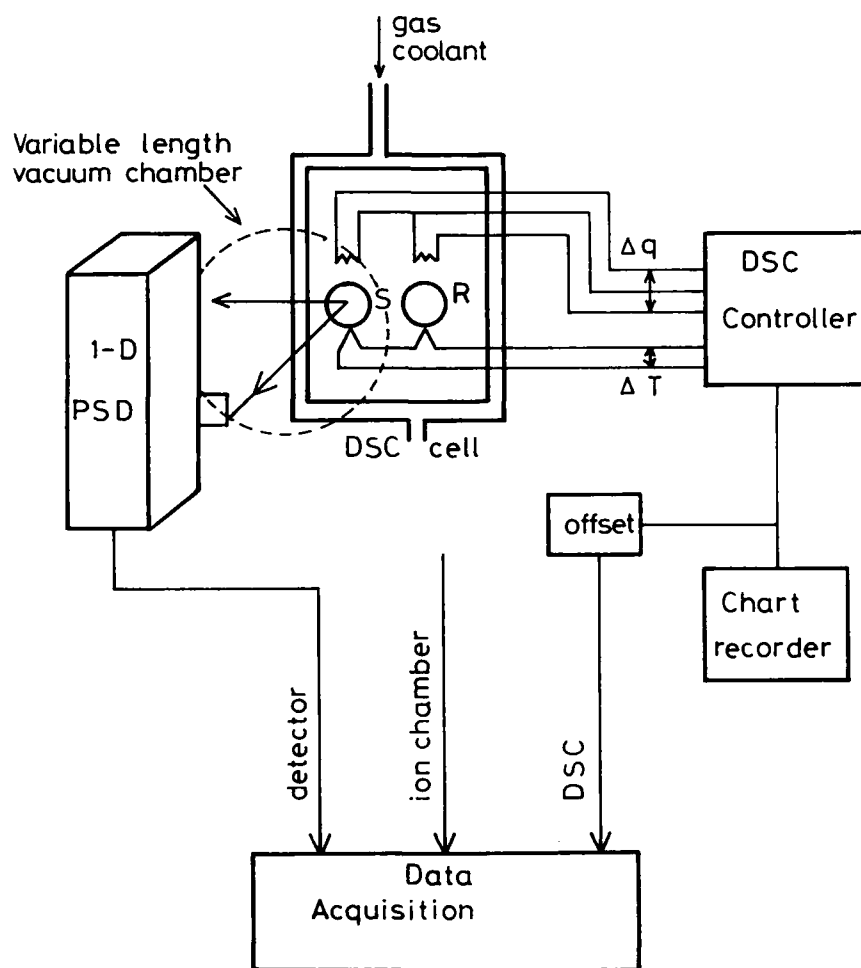 gas
coolant
Variable length
vacuum chamber
Δq
DSC
Controller
S
R
1-D
PSD
ΔT
DSC cell
offset
Chart
recorder
detector
ion chamber
DSC
Data
Acquisition